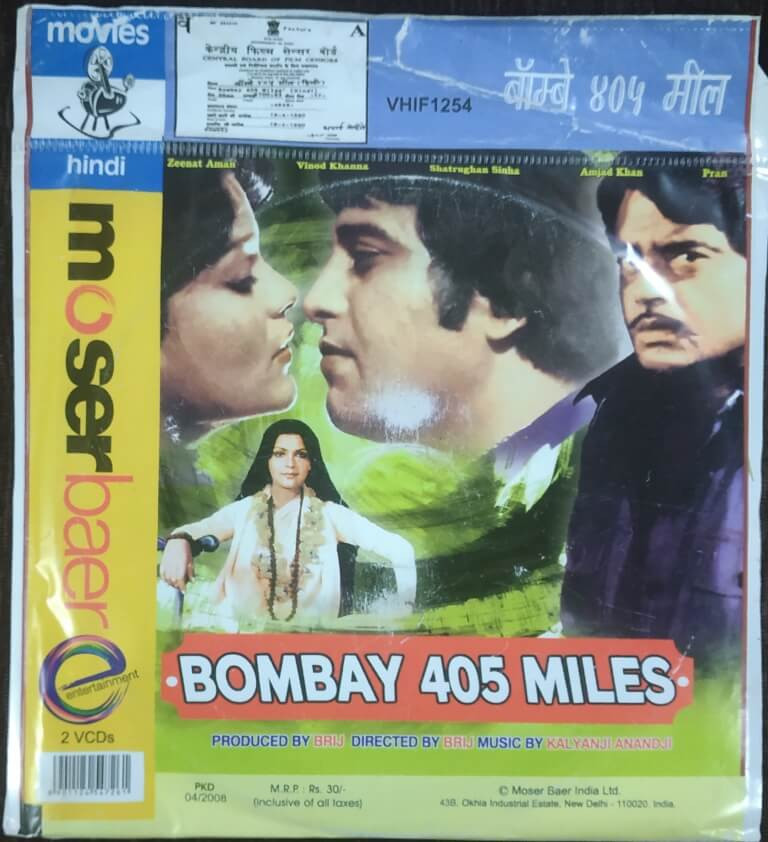 movies
hindi
A
केन्द्रीय फिल्म सेन्सर बोर्ड
CENTRAL BOARD OF FILM CENSORS
VHIF1254
बॉम्बे ४०५ मील
Zeenat Aman Vinod Khanna Shatrughan Sinha Amjad Khan Pran
moserbaer
entertainment
2 VCDs
BOMBAY 405 MILES
PRODUCED BY BRIJ DIRECTED BY BRIJ MUSIC BY KALYANJI ANANDJI
PKD
04/2008
M.R.P.: Rs. 30/-
(inclusive of all taxes)
© Moser Baer India Ltd.
43B, Okhla Industrial Estate, New Delhi - 110020. India.